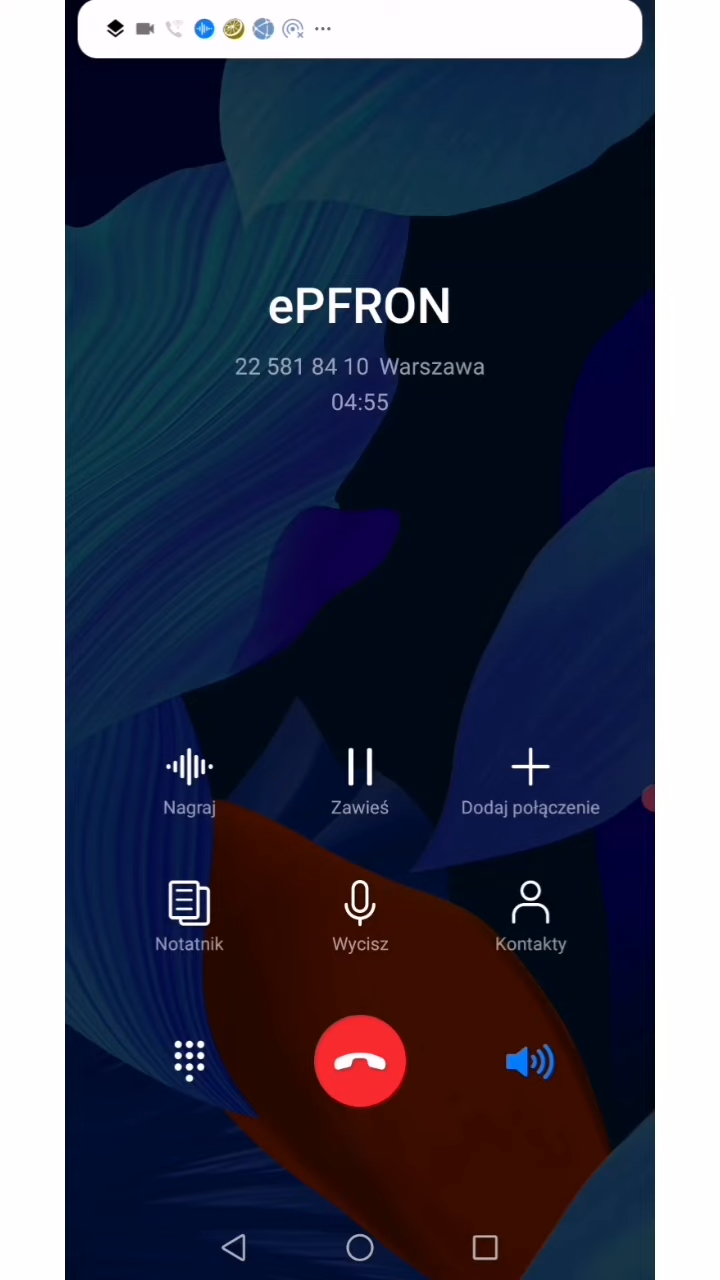 ePFRON
22 581 84 10 Warszawa
04:55
Nagraj Zawieś Dodaj połączenie
Notatnik Wycisz Kontakty